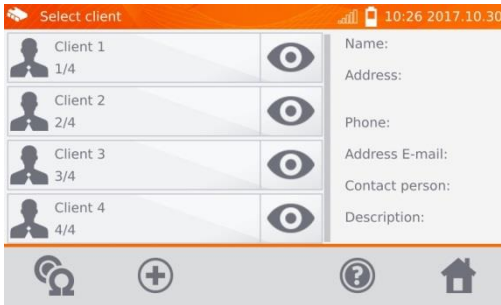 Select client
10:26 2017.10.30
Client 1
1/4
Client 2
2/4
Client 3
3/4
Client 4
4/4
Name:
Address:
Phone:
Address E-mail:
Contact person:
Description: